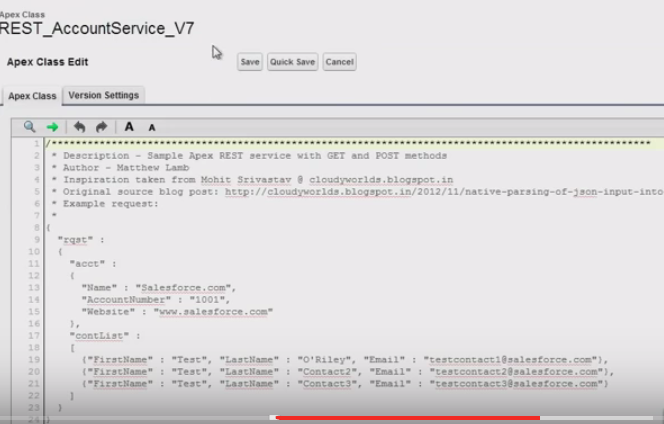 Apex Class
REST_AccountService_V7
Apex Class Edit
Save Quick Save Cancel
Apex Class Version Settings
A A
1 /****************************************************************************************
2 * Description - Sample Apex REST service with GET and POST methods
3 * Author - Matthew Lamb
4 * Inspiration taken from Mohit Srivastav @ cloudyworlds.blogspot.in
5 * Original source blog post: http://cloudyworlds.blogspot.in/2012/11/native-parsing-of-json-input-into
6 * Example request:
7 *
8 {
9 "rqst" :
10 {
11 "acct" :
12 {
13 "Name" : "Salesforce.com",
14 "AccountNumber" : "1001",
15 "Website" : "www.salesforce.com"
16 },
17 "contList" :
18 [
19 {"FirstName" : "Test", "LastName" : "O'Riley", "Email" : "testcontact1@salesforce.com"},
20 {"FirstName" : "Test", "LastName" : "Contact2", "Email" : "testcontact2@salesforce.com"},
21 {"FirstName" : "Test", "LastName" : "Contact3", "Email" : "testcontact3@salesforce.com"}
22 ]
23 }
24 }